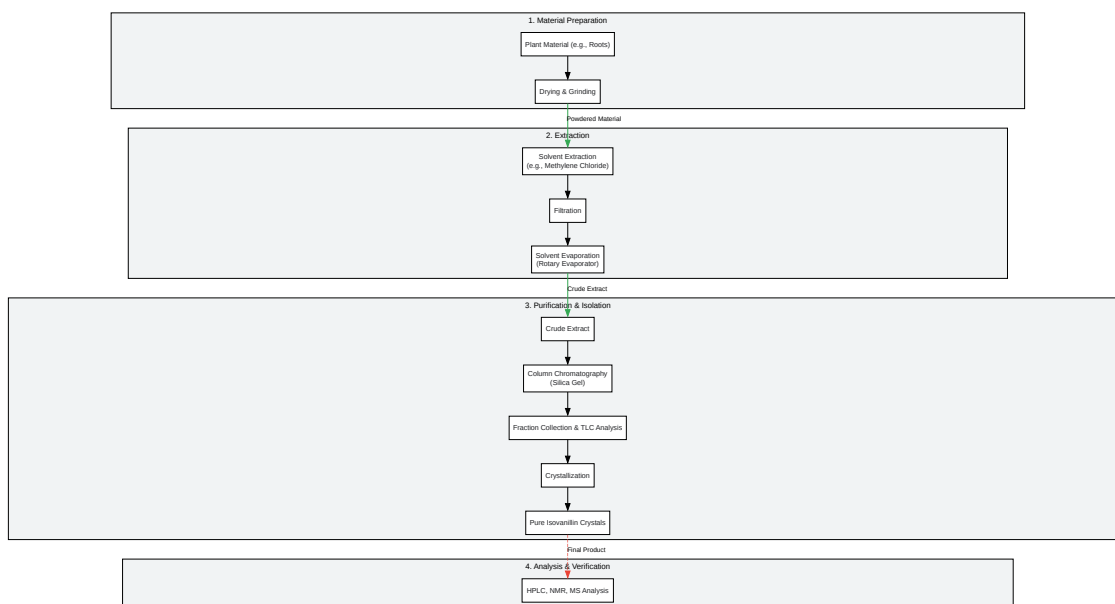 1. Material Preparation
Plant Material (e.g., Roots)
Drying & Grinding
Powdered Material
2. Extraction
Solvent Extraction
(e.g., Methylene Chloride)
Filtration
Solvent Evaporation
(Rotary Evaporator)
Crude Extract
3. Purification & Isolation
Crude Extract
Column Chromatography
(Silica Gel)
Fraction Collection & TLC Analysis
Crystallization
Pure Isovanillin Crystals
Final Product
4. Analysis & Verification
HPLC, NMR, MS Analysis